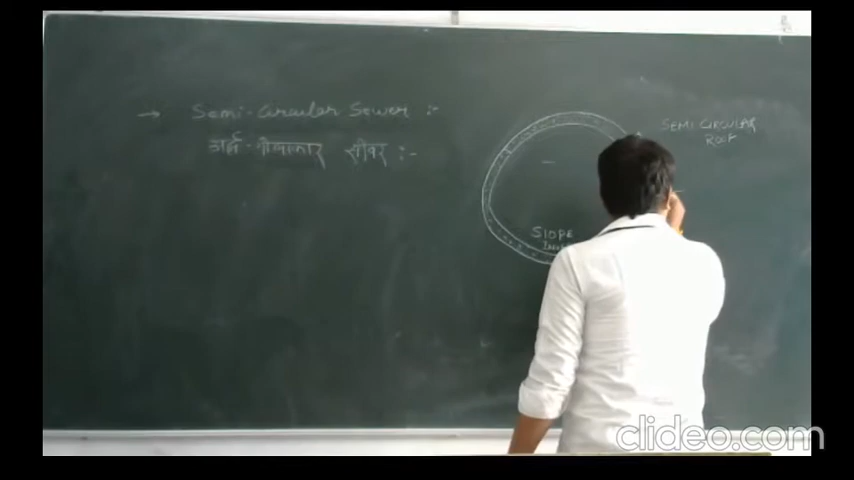 → Semi-Circular Sewer :-
अर्ध-गोलाकार सीवर :-
SEMI CIRCULAR
ROOF
SLOPE
clideo.com